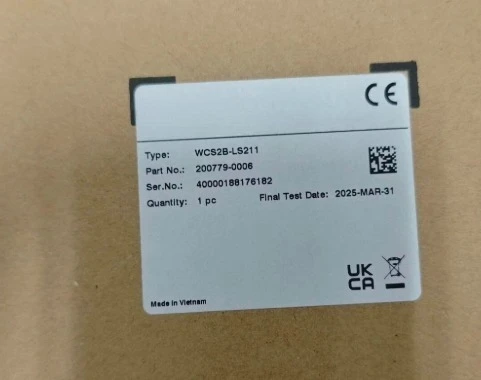 CE
Type: WCS2B-LS211
Part No.: 200779-0006
Ser.No.: 40000188176182
Quantity: 1 pc Final Test Date: 2025-MAR-31
UK
CA
Made in Vietnam